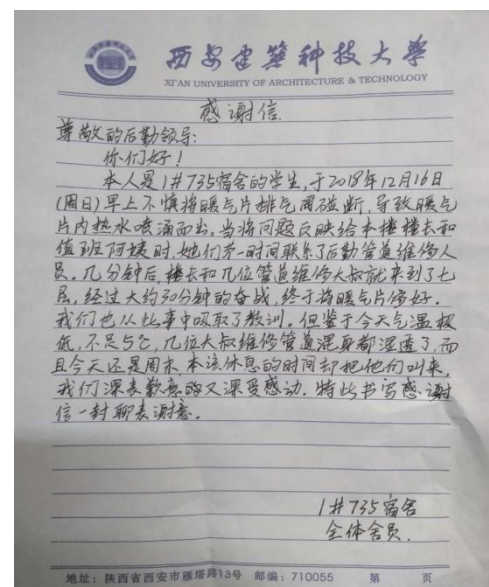 西安建筑科技大学
XI'AN UNIVERSITY OF ARCHITECTURE & TECHNOLOGY
感谢信.
尊敬的后勤领导:
你们好！
本人是1#735宿舍的学生,于2018年12月16日
(周日)早上不慎将暖气片排气阀碰断,导致暖气
片内热水喷涌而出。当将问题反映给本楼楼长和
值班阿姨时,她们第一时间联系了后勤管道维修人
员。几分钟后,楼长和几位管道维修大叔就来到了七
层,经过大约30分钟的奋战,终于将暖气片修好。
我们也从此事中吸取了教训。但鉴于今天气温极
低,不足5℃,几位大叔维修管道浑身都湿透了,而
且今天还是周末,本该休息的时间却把他们叫来,
我们深表歉意的又深受感动.特此书写感谢
信一封聊表谢意。
1#735宿舍
全体舍员.
地址：陕西省西安市雁塔路13号 邮编：710055 第 页